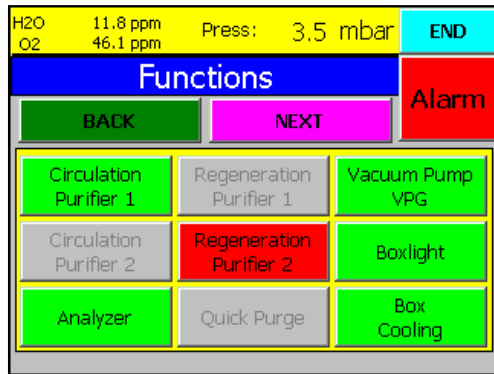 H2O 11.8 ppm Press: 3.5 mbar END
O2 46.1 ppm
Functions
Alarm
BACK NEXT
Circulation Regeneration Vacuum Pump
Purifier 1 Purifier 1 VPG
Circulation Regeneration Boxlight
Purifier 2 Purifier 2
Analyzer Quick Purge Box
Cooling